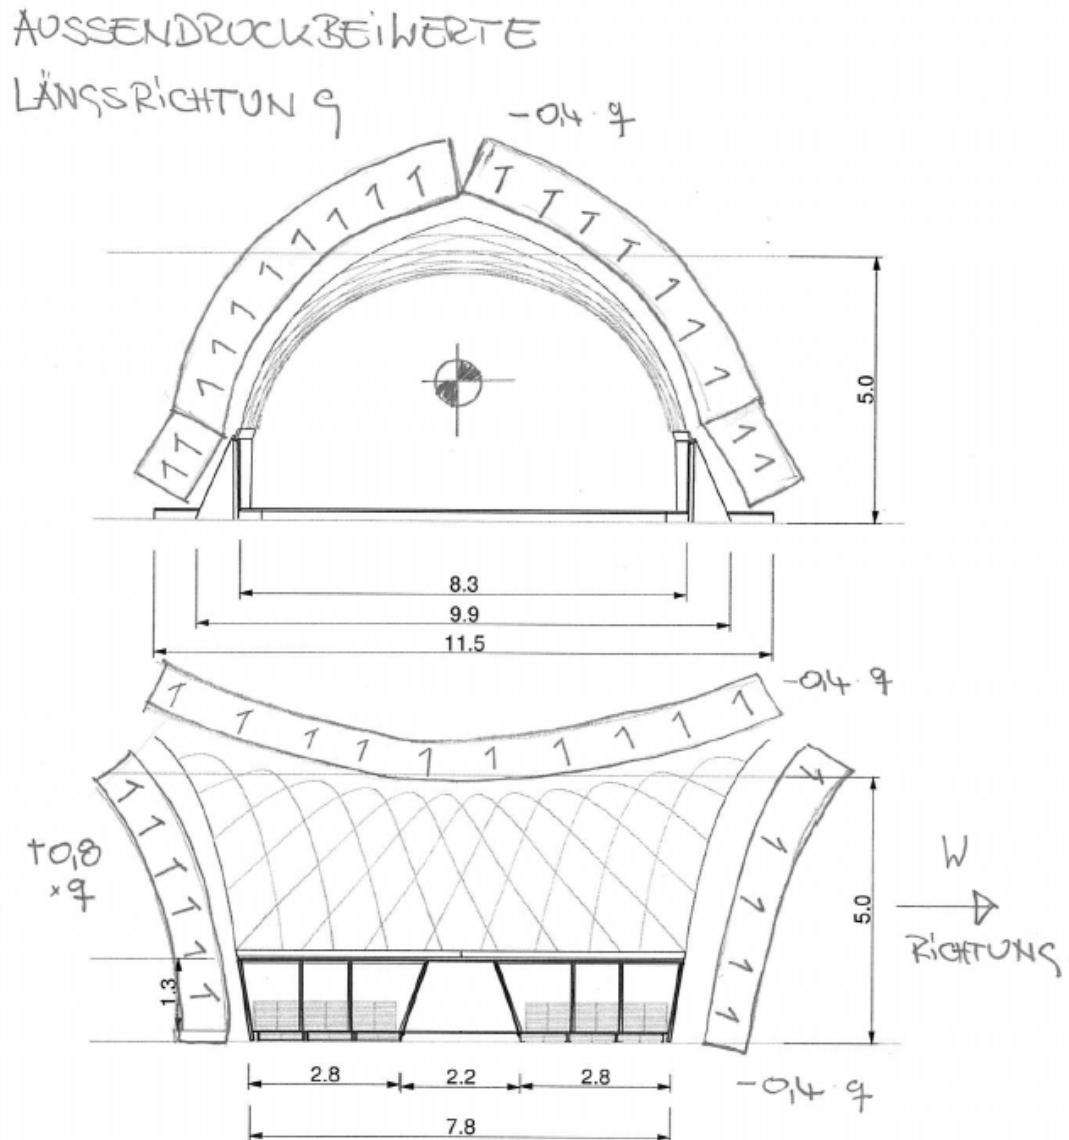 AUSSENDRUCKBEIWERTE
LÄNGSRICHTUNG
-0,4 · q
5.0
8.3
9.9
11.5
-0,4 · q
+0,8
× q
W
RICHTUNG
5.0
1.3
2.8
2.2
2.8
-0,4 · q
7.8